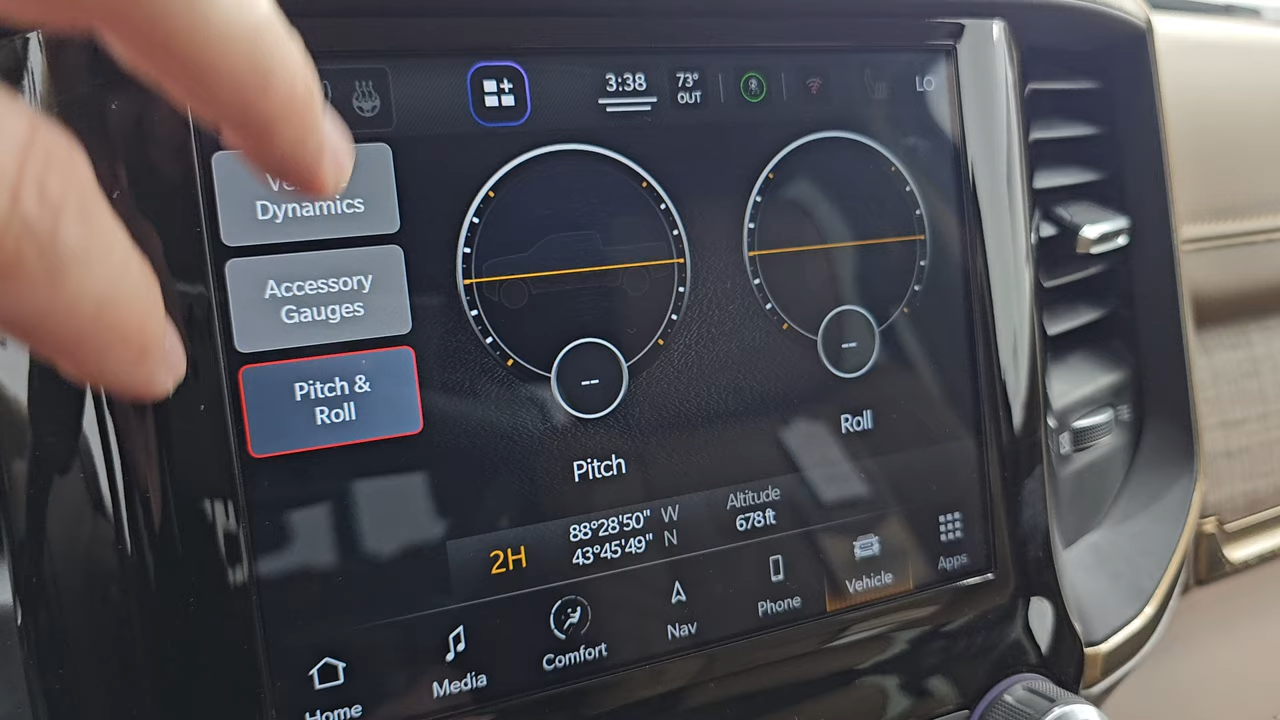 3:38
73°
OUT
LO
Dynamics
Accessory
Gauges
Pitch &
Roll
--
--
Pitch
Roll
2H
88°28'50" W
43°45'49" N
Altitude
678 ft
Home
Media
Comfort
Nav
Phone
Vehicle
Apps